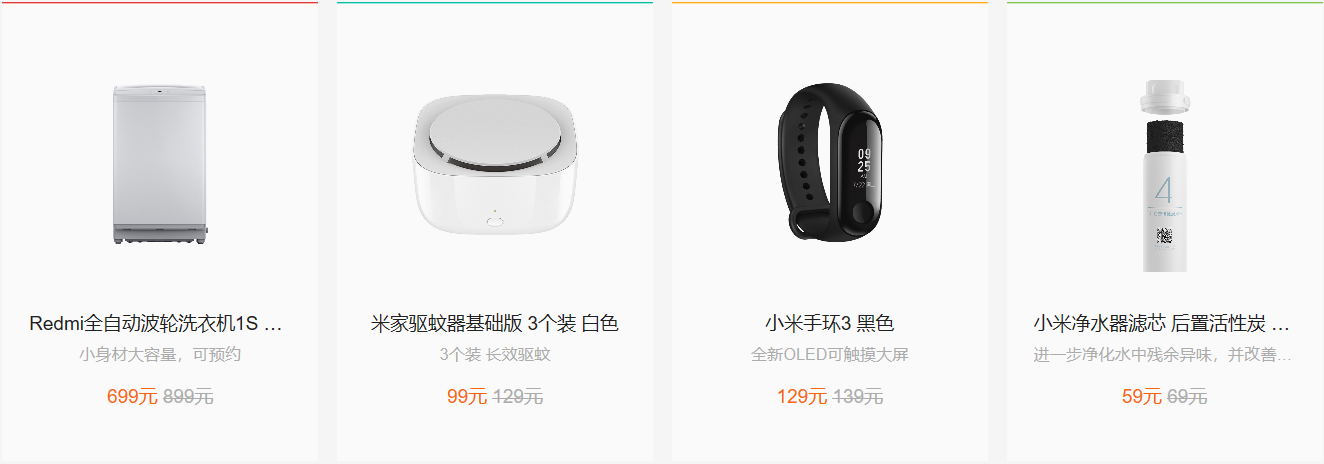 09
25
4
Redmi全自动波轮洗衣机1S …
小身材大容量，可预约
699元 899元
米家驱蚊器基础版 3个装 白色
3个装 长效驱蚊
99元 129元
小米手环3 黑色
全新OLED可触摸大屏
129元 139元
小米净水器滤芯 后置活性炭 …
进一步净化水中残余异味，并改善…
59元 69元